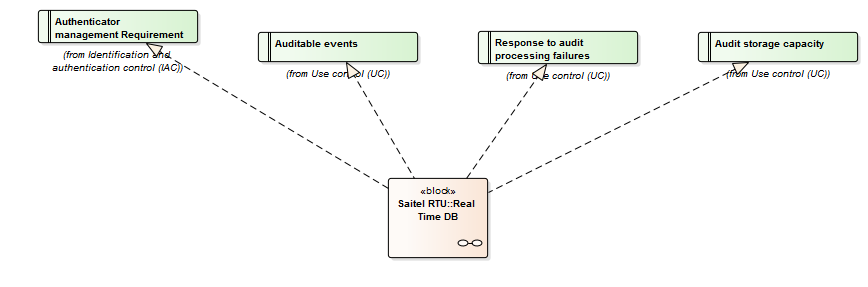 Authenticator
management Requirement
(from Identification and
authentication control (IAC))
Auditable events
(from Use control (UC))
Response to audit
processing failures
(from Use control (UC))
Audit storage capacity
(from Use control (UC))
«block»
Saitel RTU::Real
Time DB